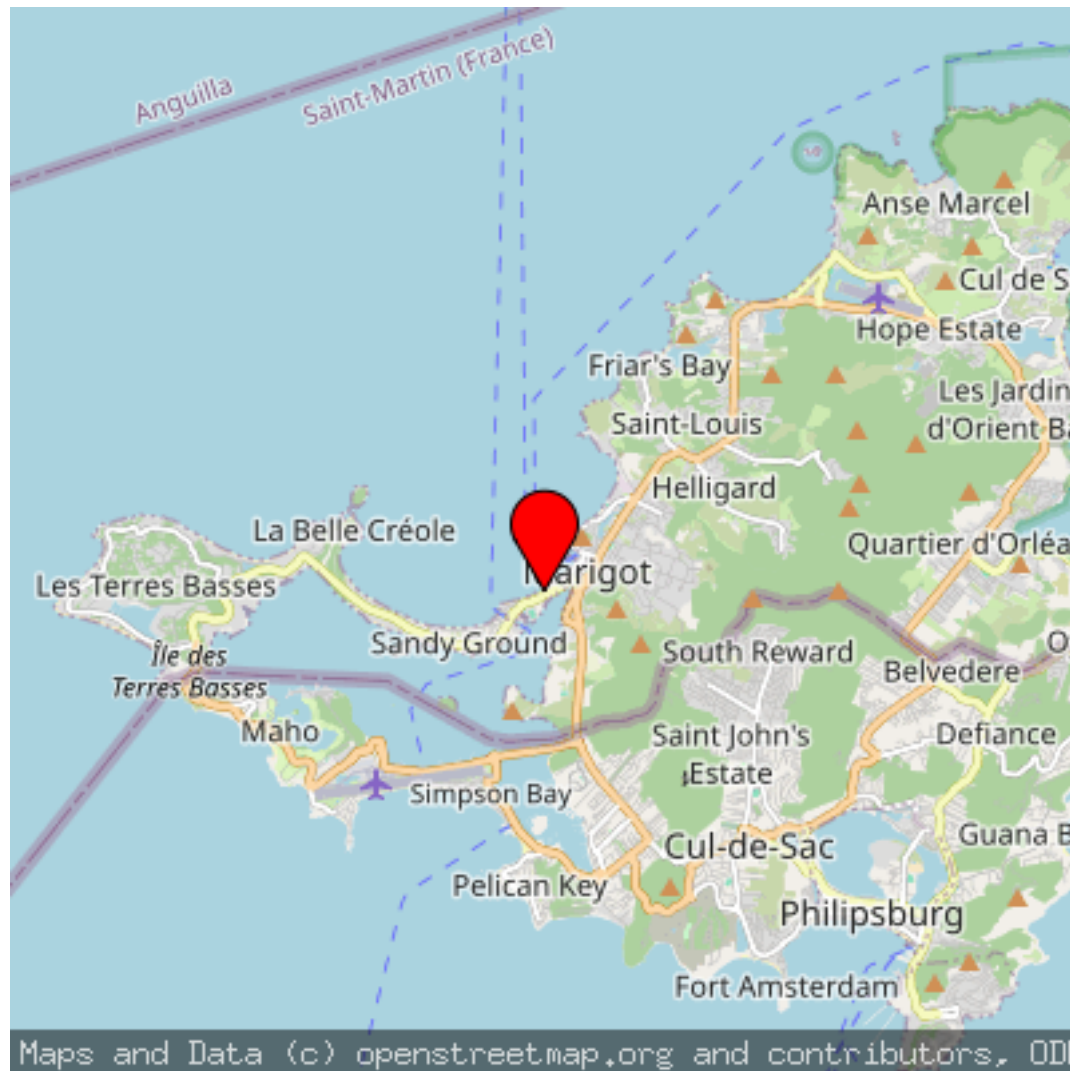 Anguilla
Saint-Martin (France)
Anse Marcel
Cul de S
Hope Estate
Friar's Bay
Les Jardin
d'Orient Ba
Saint-Louis
Helligard
La Belle Créole
Quartier d'Orléa
Marigot
Les Terres Basses
Sandy Ground
Île des
Terres Basses
South Reward
Belvedere
Maho
Saint John's
Estate
Defiance
Simpson Bay
Guana B
Cul-de-Sac
Pelican Key
Philipsburg
Fort Amsterdam
Maps and Data (c) openstreetmap.org and contributors, OD